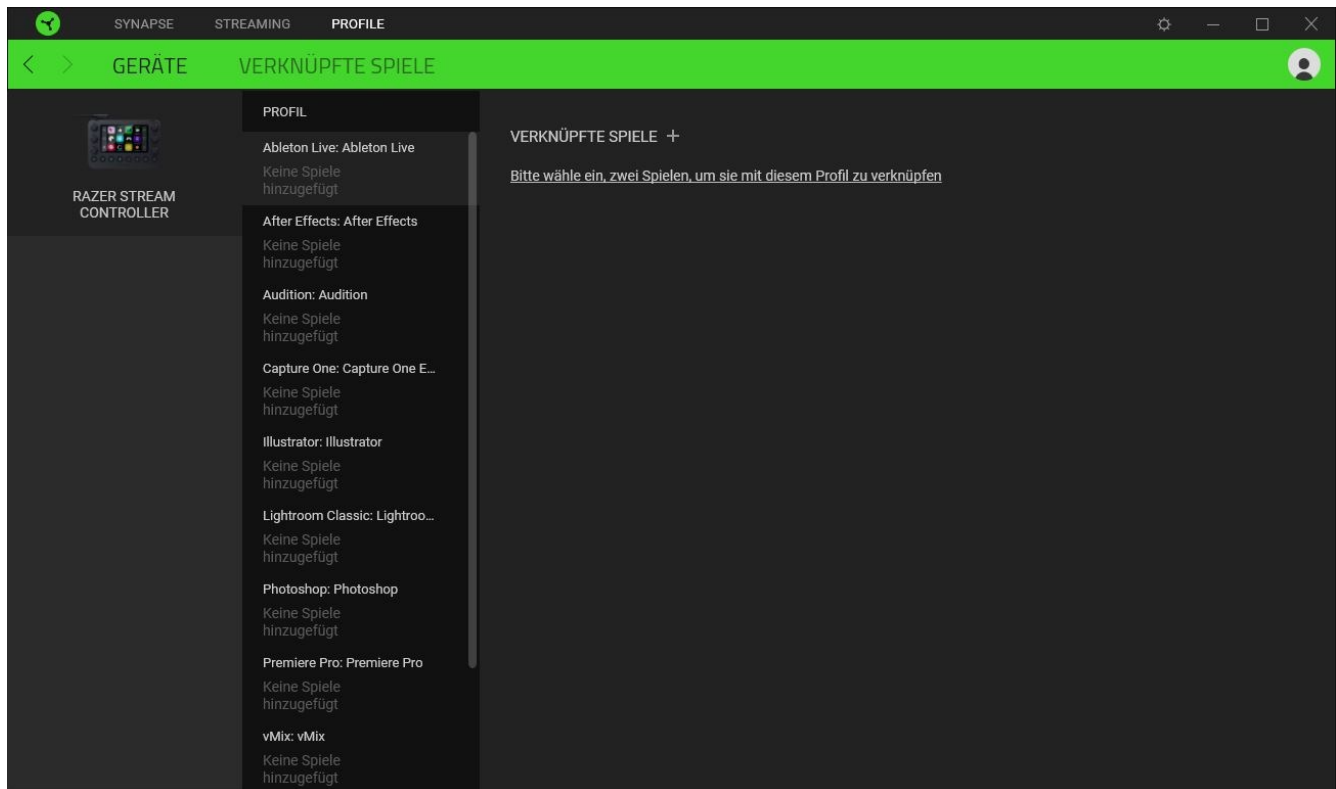 SYNAPSE STREAMING PROFILE
GERÄTE VERKNÜPFTE SPIELE
RAZER STREAM
CONTROLLER
PROFIL
Ableton Live: Ableton Live
Keine Spiele
hinzugefügt
After Effects: After Effects
Keine Spiele
hinzugefügt
Audition: Audition
Keine Spiele
hinzugefügt
Capture One: Capture One E...
Keine Spiele
hinzugefügt
Illustrator: Illustrator
Keine Spiele
hinzugefügt
Lightroom Classic: Lightroo...
Keine Spiele
hinzugefügt
Photoshop: Photoshop
Keine Spiele
hinzugefügt
Premiere Pro: Premiere Pro
Keine Spiele
hinzugefügt
vMix: vMix
Keine Spiele
hinzugefügt
VERKNÜPFTE SPIELE +
Bitte wähle ein, zwei Spielen, um sie mit diesem Profil zu verknüpfen